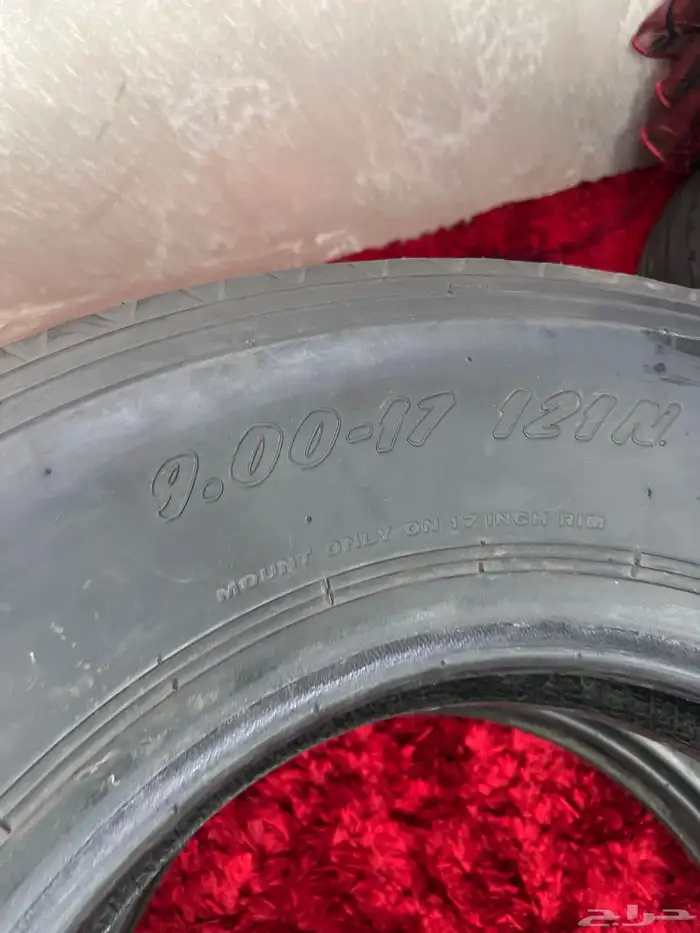 9.00-17 121N
MOUNT ONLY ON 17 INCH RIM
حراج